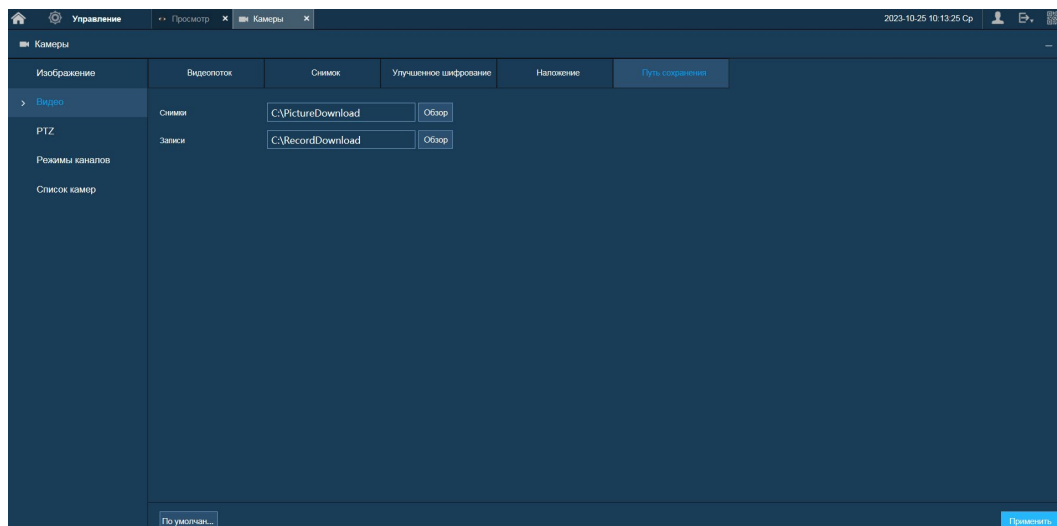 Управление Просмотр Камеры 2023-10-25 10:13:25 Ср
Камеры
Изображение Видеопоток Снимок Улучшенное шифрование Наложение Путь сохранения
Видео
Снимки C:\PictureDownload Обзор
PTZ
Записи C:\RecordDownload Обзор
Режимы каналов
Список камер
По умолчан... Применить